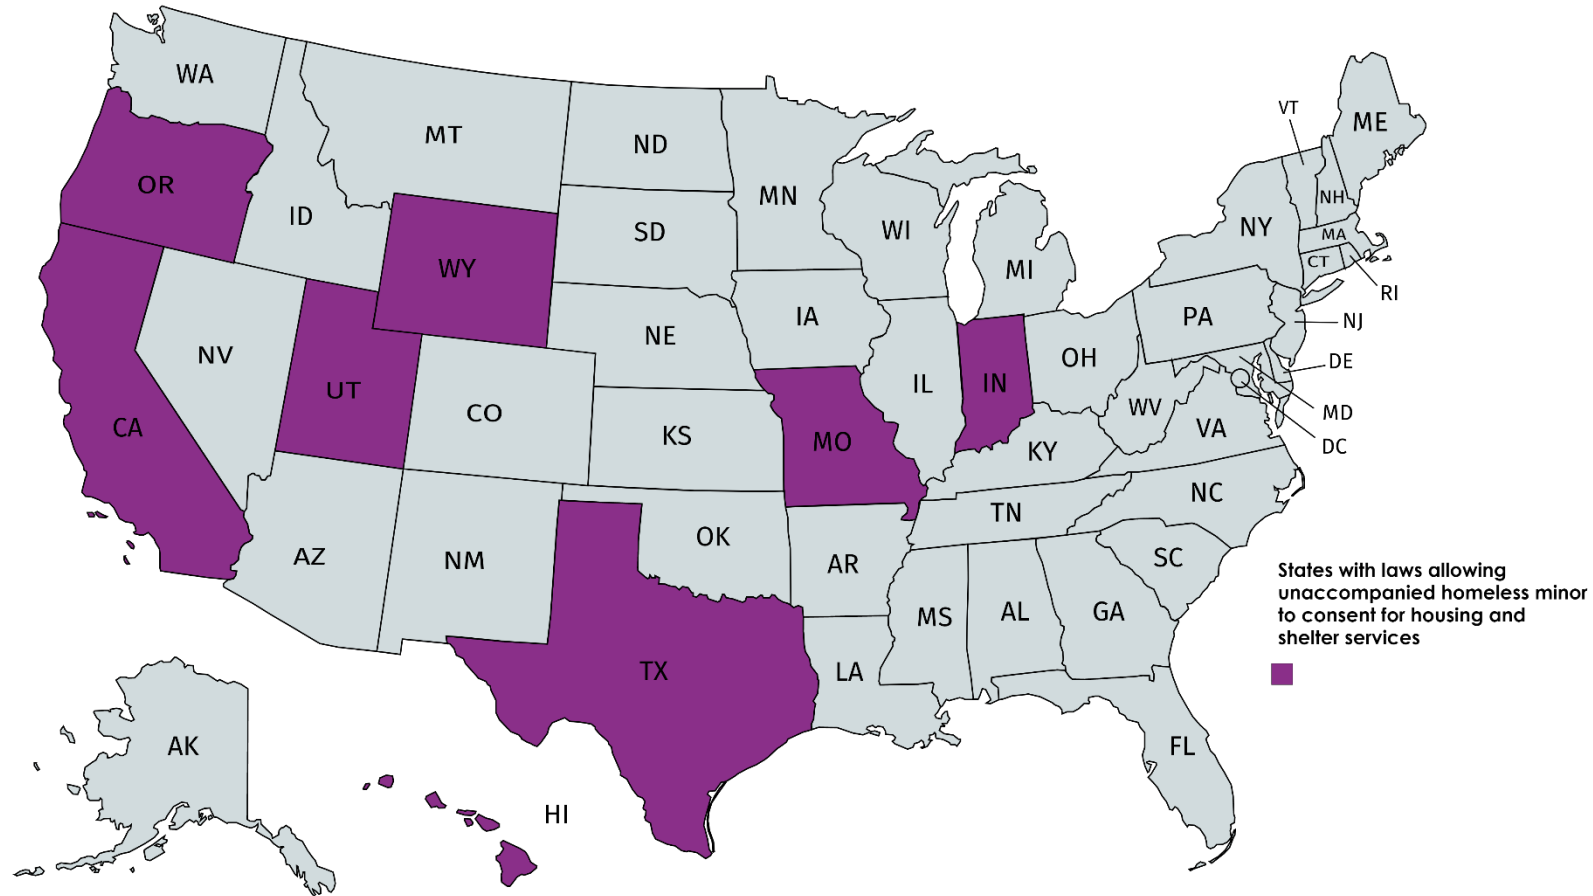 WA
MT
ND
MN
VT
ME
OR
ID
SD
WI
NH
NY
MA
WY
MI
CT
RI
IA
PA
NJ
NV
NE
OH
DE
UT
IL
IN
CO
WV
MD
CA
KS
MO
KY
VA
DC
NC
TN
AZ
NM
OK
AR
SC
MS
AL
GA
States with laws allowing
unaccompanied homeless minor
to consent for housing and
shelter services
TX
LA
AK
FL
HI